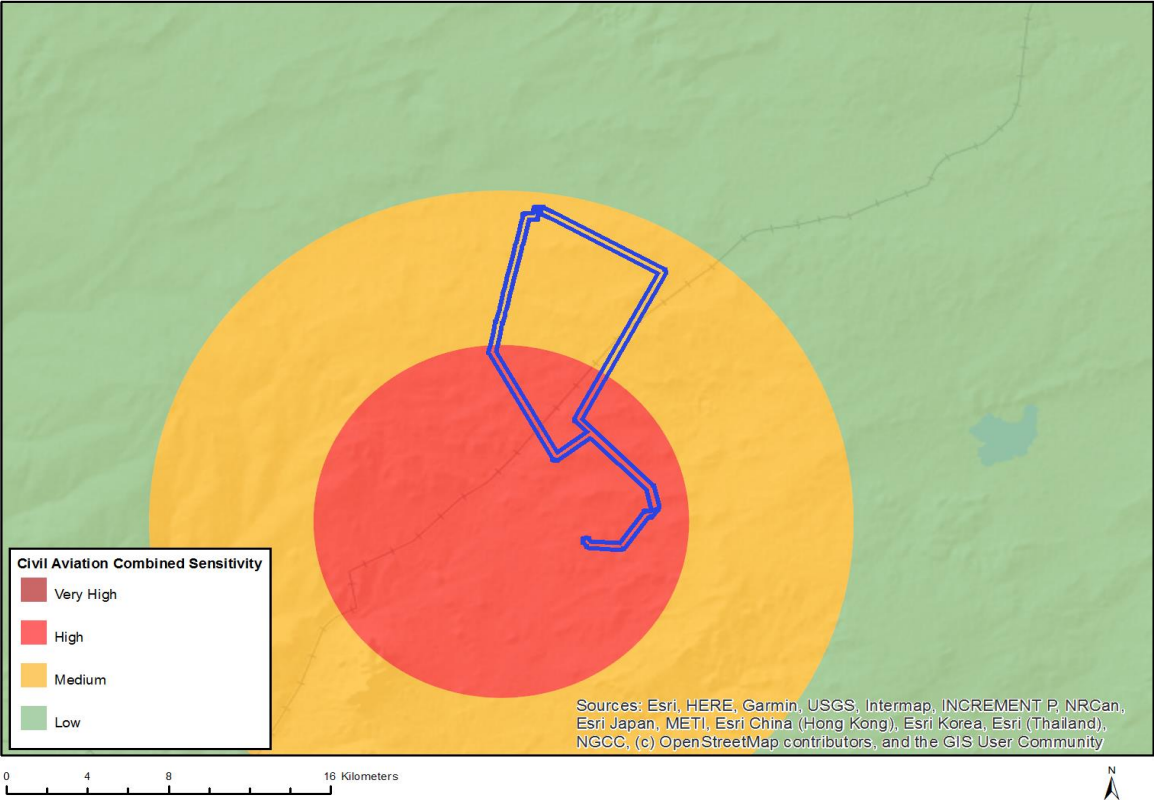 Civil Aviation Combined Sensitivity
Very High
High
Medium
Low
Sources: Esri, HERE, Garmin, USGS, Intermap, INCREMENT P, NRCan,
Esri Japan, METI, Esri China (Hong Kong), Esri Korea, Esri (Thailand),
NGCC, (c) OpenStreetMap contributors, and the GIS User Community
0 4 8 16 Kilometers
N